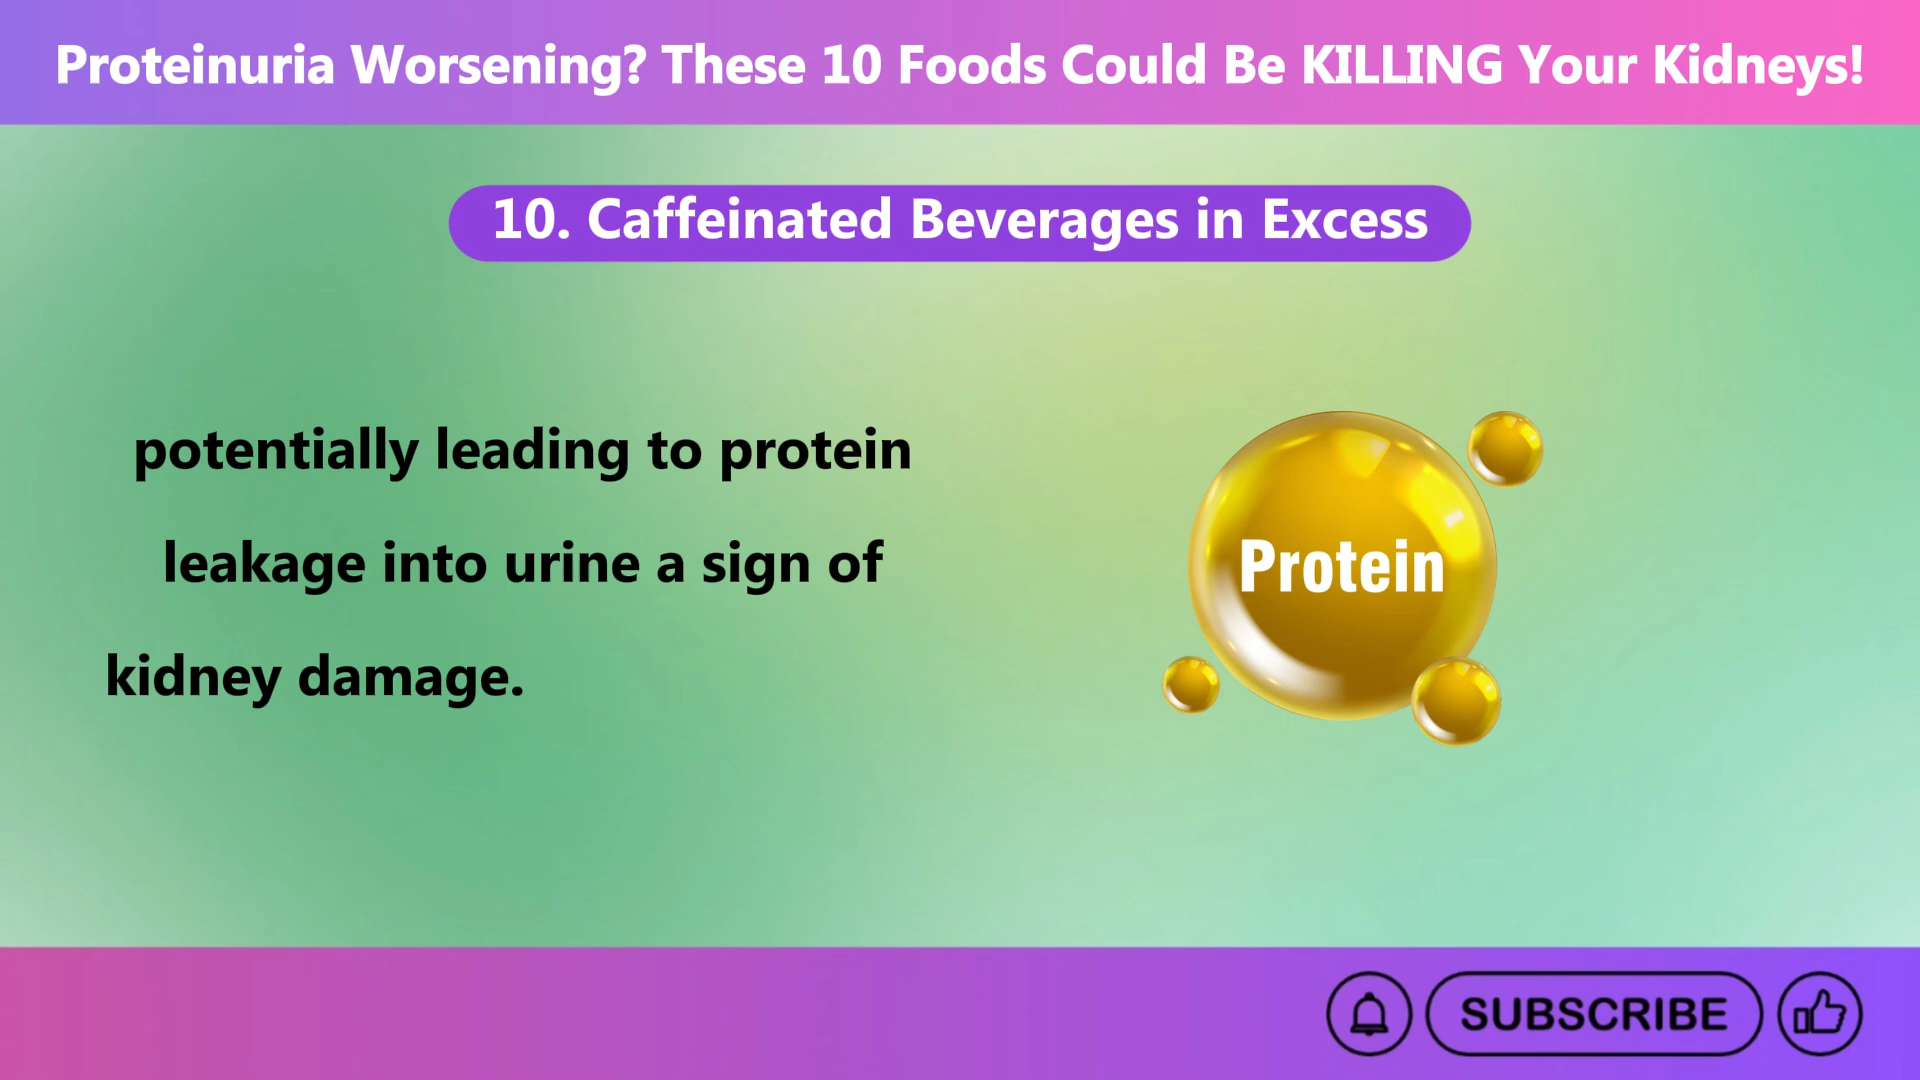 Proteinuria Worsening? These 10 Foods Could Be KILLING Your Kidneys!
10. Caffeinated Beverages in Excess
potentially leading to protein
leakage into urine a sign of
kidney damage.
Protein
SUBSCRIBE